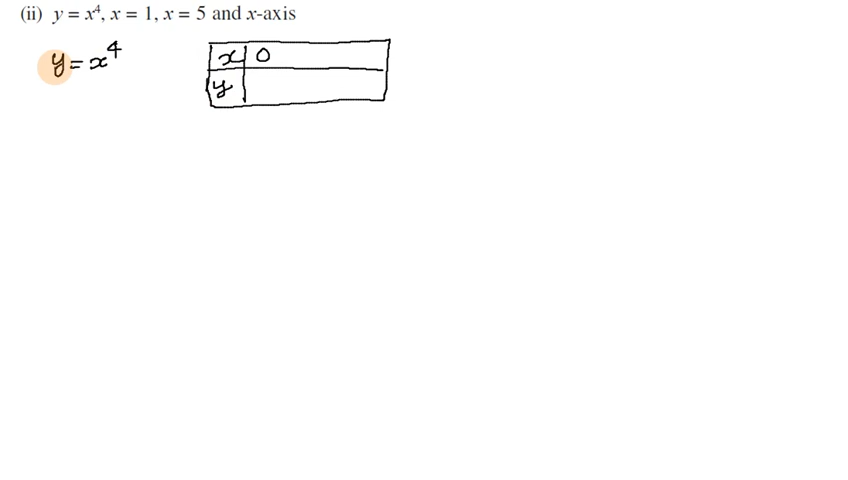 (ii) y = x⁴, x = 1, x = 5 and x-axis
y = x⁴
x 0
y